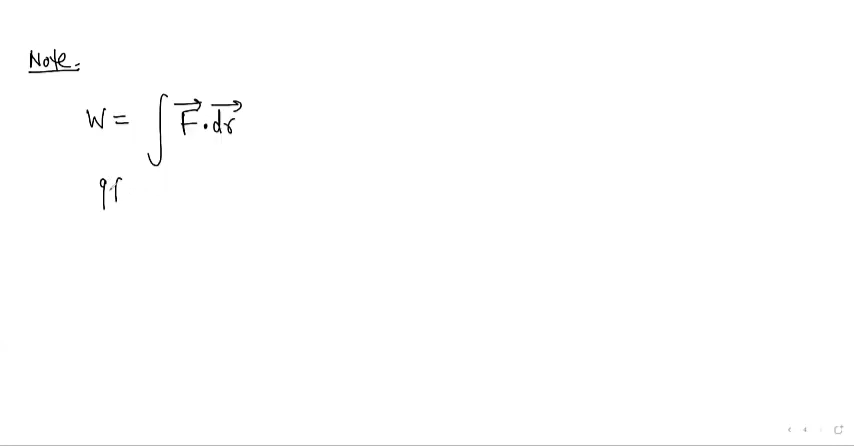 Note.
W = ∫ F⃗ . dr⃗